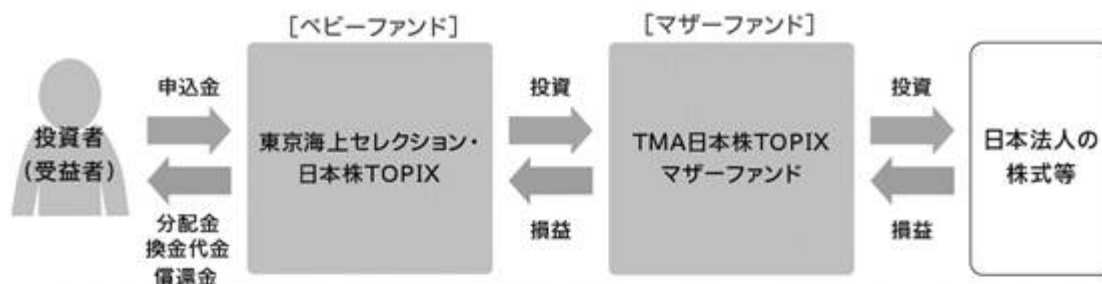 [ベビーファンド]
[マザーファンド]
投資者
(受益者)
申込金
分配金
換金代金
償還金
東京海上セレクション・
日本株TOPIX
投資
損益
TMA日本株TOPIX
マザーファンド
投資
損益
日本法人の
株式等